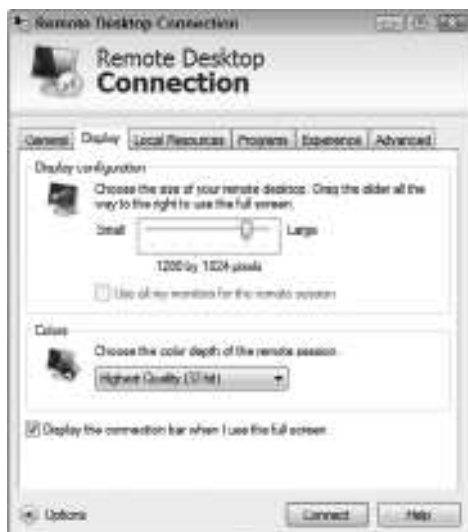 Remote Desktop Connection
Remote Desktop
Connection
General Display Local Resources Programs Experience Advanced
Display configuration
Choose the size of your remote desktop. Drag the slider all the
way to the right to use the full screen.
Small Large
1280 by 1024 pixels
Use all my monitors for the remote session
Colors
Choose the color depth of the remote session.
Highest Quality (32 bit)
Display the connection bar when I use the full screen
Options Connect Help